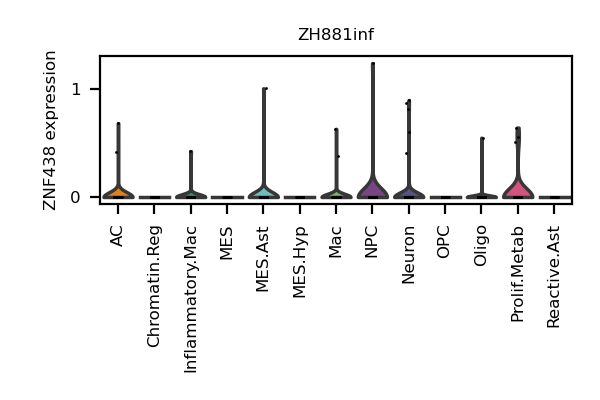 ZH881inf
ZNF438 expression
1
0
AC
Chromatin.Reg
Inflammatory.Mac
MES
MES.Ast
MES.Hyp
Mac
NPC
Neuron
OPC
Oligo
Prolif.Metab
Reactive.Ast